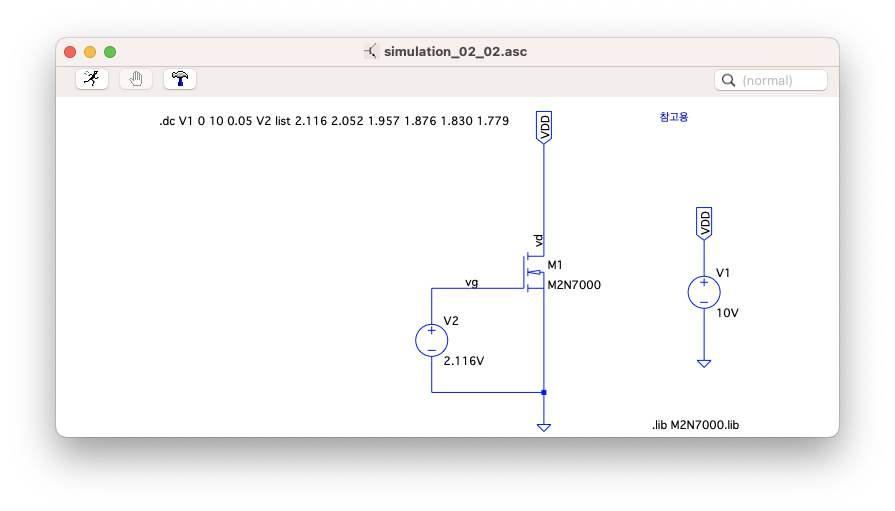 simulation_02_02.asc
(normal)
.dc V1 0 10 0.05 V2 list 2.116 2.052 1.957 1.876 1.830 1.779
VDD
참고용
VDD
vd
M1
V1
vg
M2N7000
10V
V2
2.116V
.lib M2N7000.lib